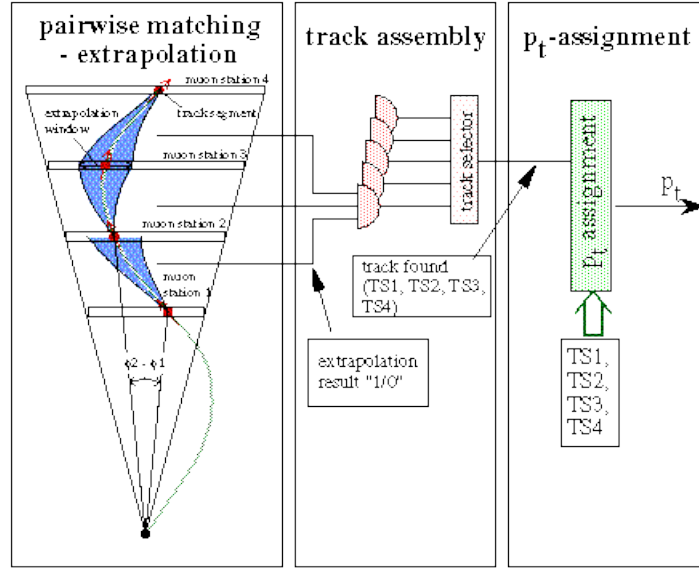 pairwise matching
- extrapolation
muon station 4
extrapolation
window
track segment
muon station 3
muon station 2
muon
station 1
ϕ2 - ϕ1
track assembly
track selector
track found
(TS1, TS2, TS3,
TS4)
extrapolation
result "1/0"
pt-assignment
pt assignment
pt
TS1,
TS2,
TS3,
TS4